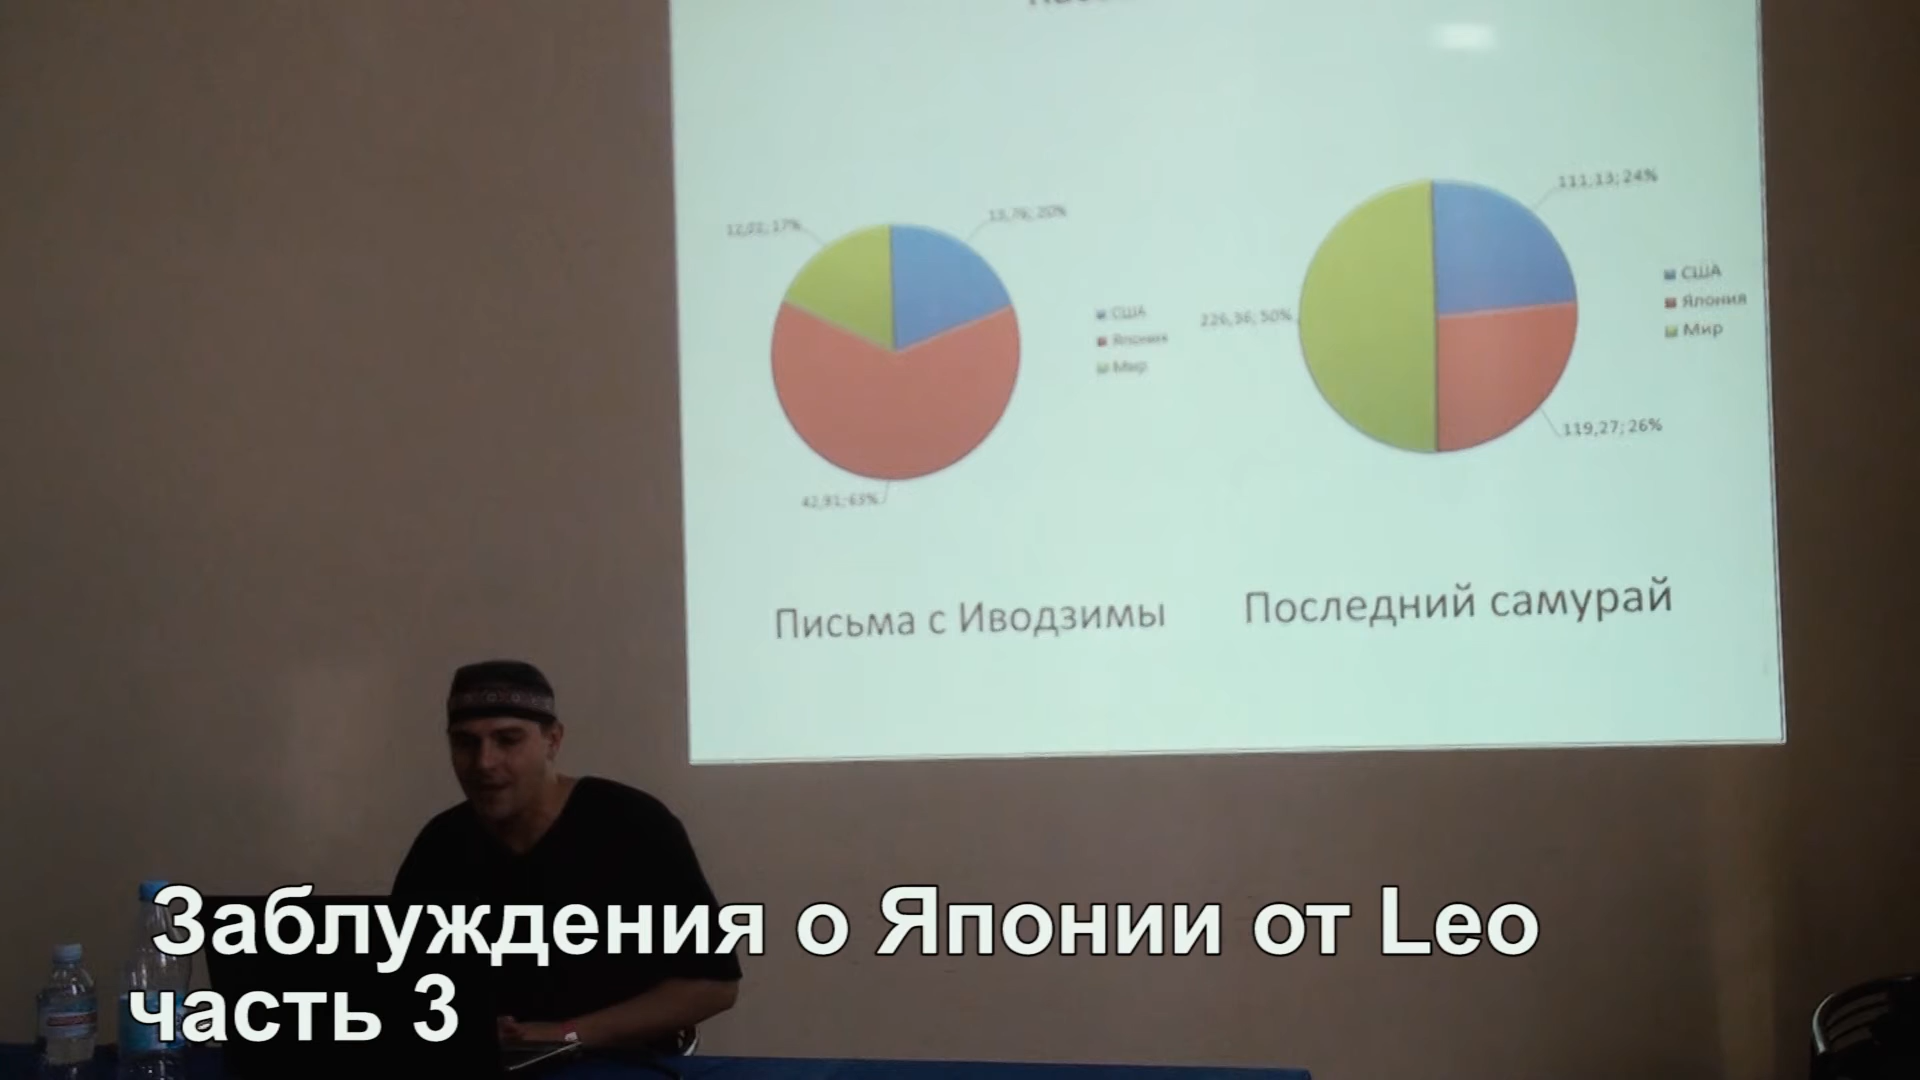 12,02; 17%
13,76; 20%
США
Япония
Мир
42,91; 63%
Письма с Иводзимы
111,13; 24%
226,36; 50%
США
Япония
Мир
119,27; 26%
Последний самурай
Заблуждения о Японии от Leo
часть 3